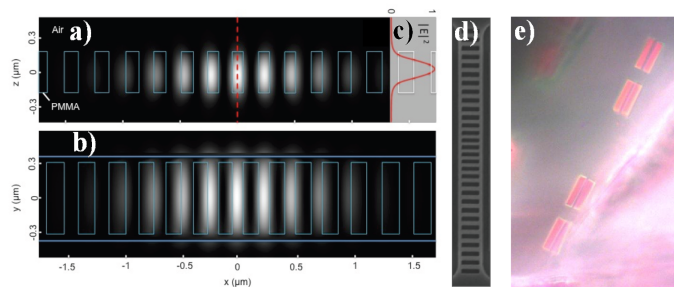 a)
Air
PMMA
z (µm)
0.3
0
-0.3
c)
0
1
|E|²
b)
y (µm)
0.3
0
-0.3
-1.5
-1
-0.5
0
0.5
1
1.5
x (µm)
d)
e)